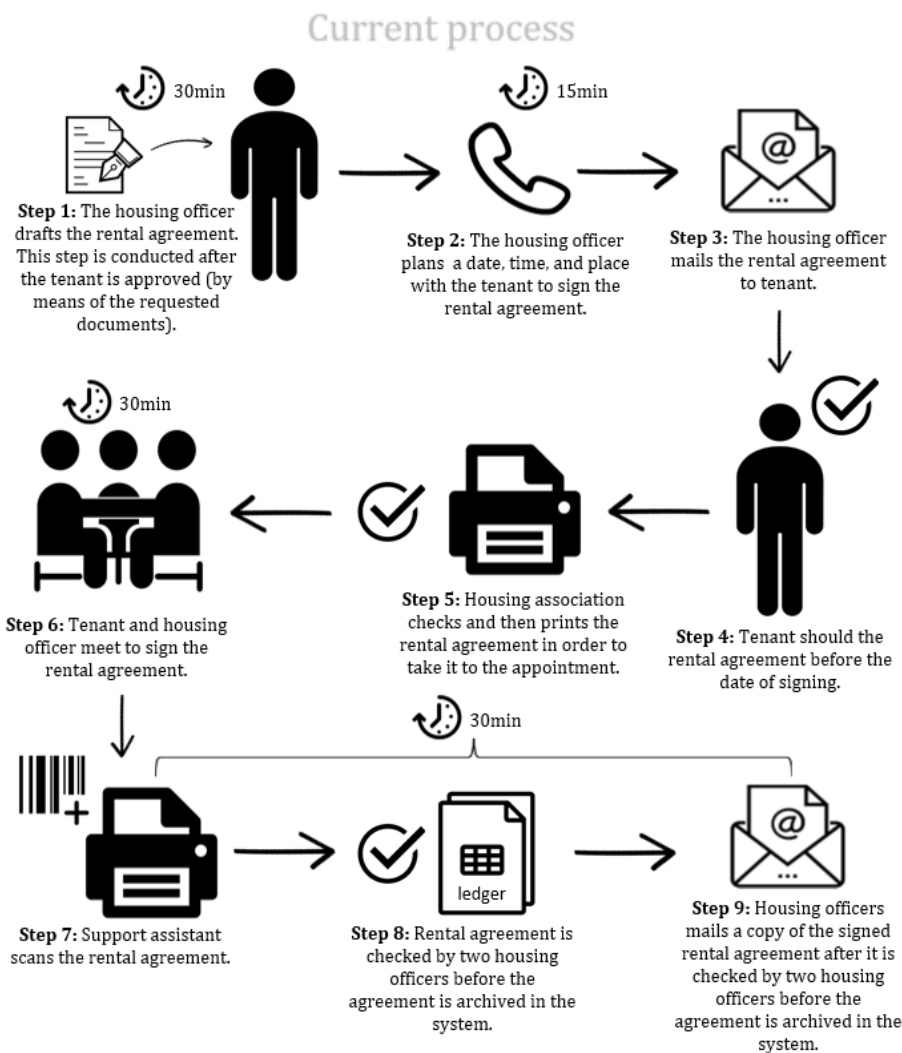 Current process
30min
Step 1: The housing officer
drafts the rental agreement.
This step is conducted after
the tenant is approved (by
means of the requested
documents).
15min
Step 2: The housing officer
plans a date, time, and place
with the tenant to sign the
rental agreement.
@
Step 3: The housing officer
mails the rental agreement
to tenant.
Step 4: Tenant should the
rental agreement before the
date of signing.
Step 5: Housing association
checks and then prints the
rental agreement in order to
take it to the appointment.
30min
Step 6: Tenant and housing
officer meet to sign the
rental agreement.
30min
Step 7: Support assistant
scans the rental agreement.
ledger
Step 8: Rental agreement is
checked by two housing
officers before the
agreement is archived in the
system.
@
Step 9: Housing officers
mails a copy of the signed
rental agreement after it is
checked by two housing
officers before the
agreement is archived in the
system.